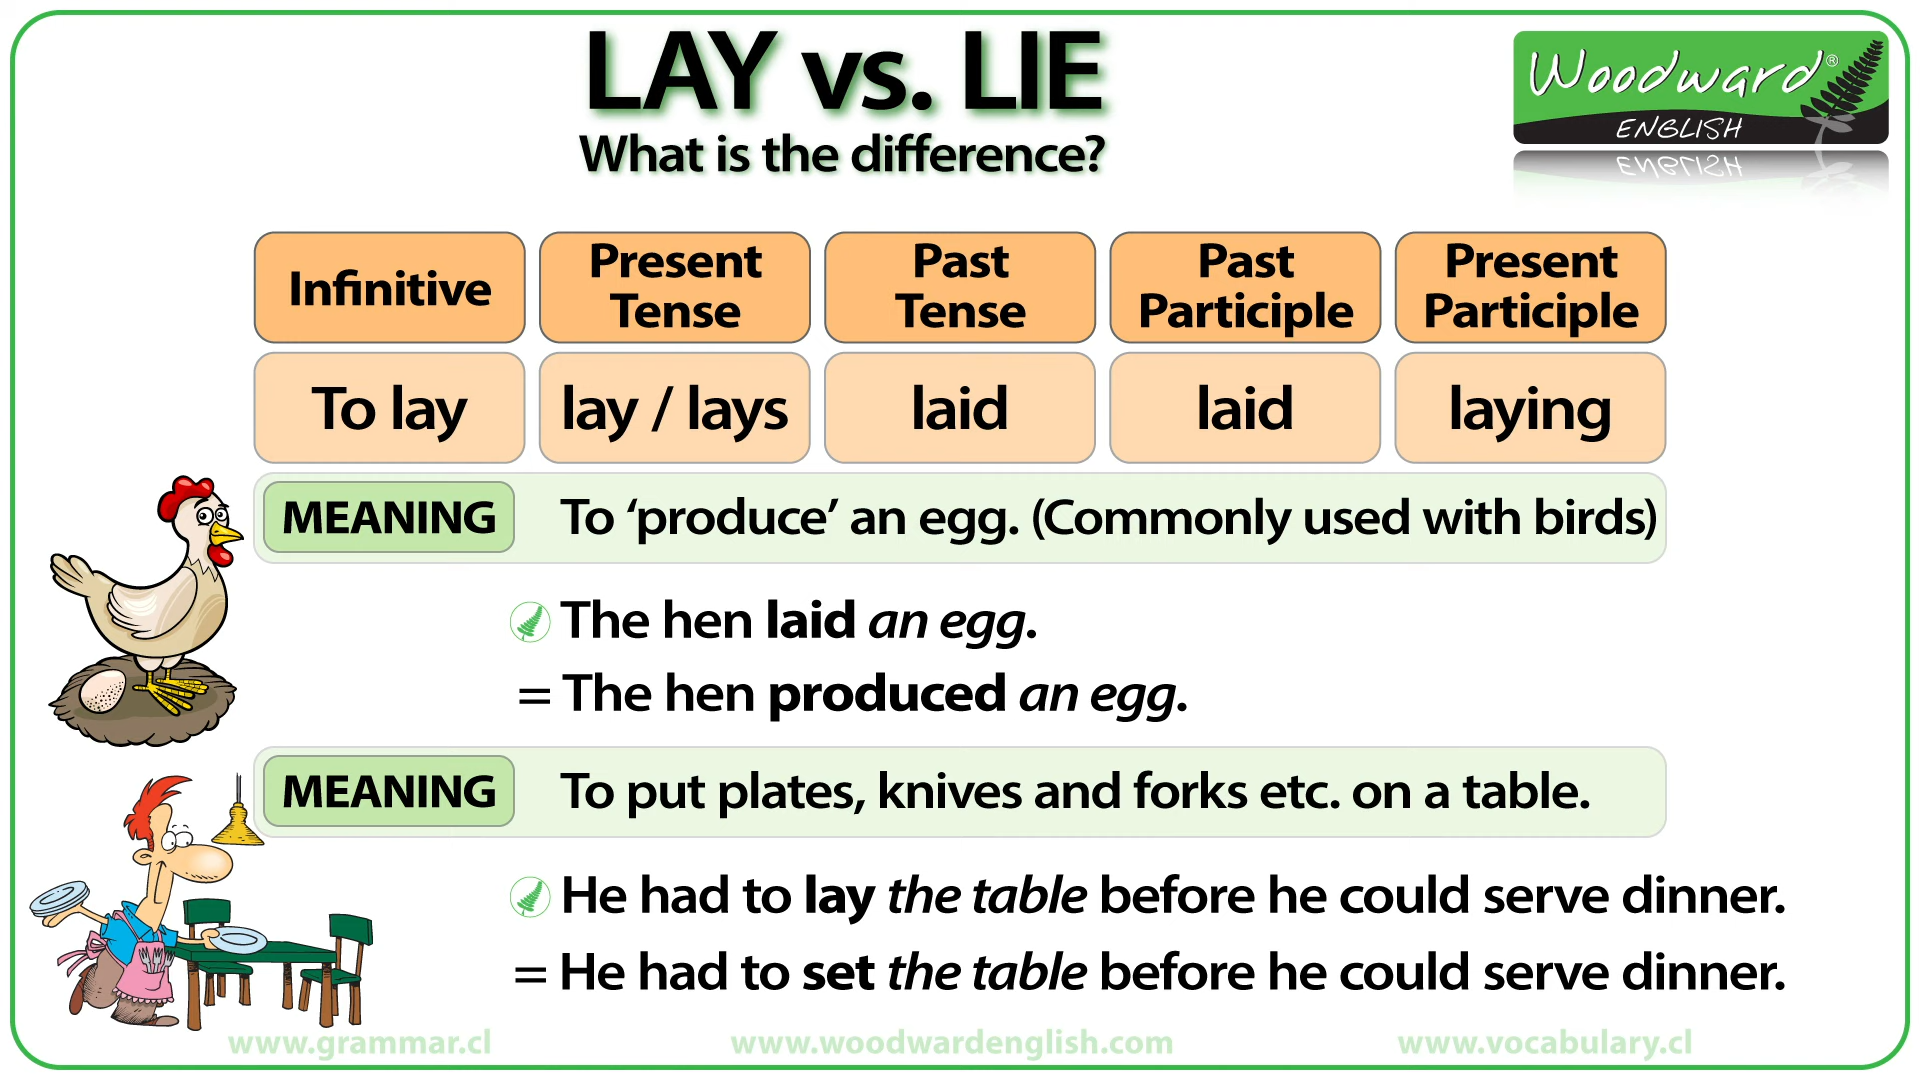 LAY vs. LIE
What is the difference?
Woodward®
ENGLISH
Infinitive
Present
Tense
Past
Tense
Past
Participle
Present
Participle
To lay
lay / lays
laid
laid
laying
MEANING To ‘produce’ an egg. (Commonly used with birds)
The hen laid an egg.
= The hen produced an egg.
MEANING To put plates, knives and forks etc. on a table.
He had to lay the table before he could serve dinner.
= He had to set the table before he could serve dinner.
www.grammar.cl www.woodwardenglish.com www.vocabulary.cl